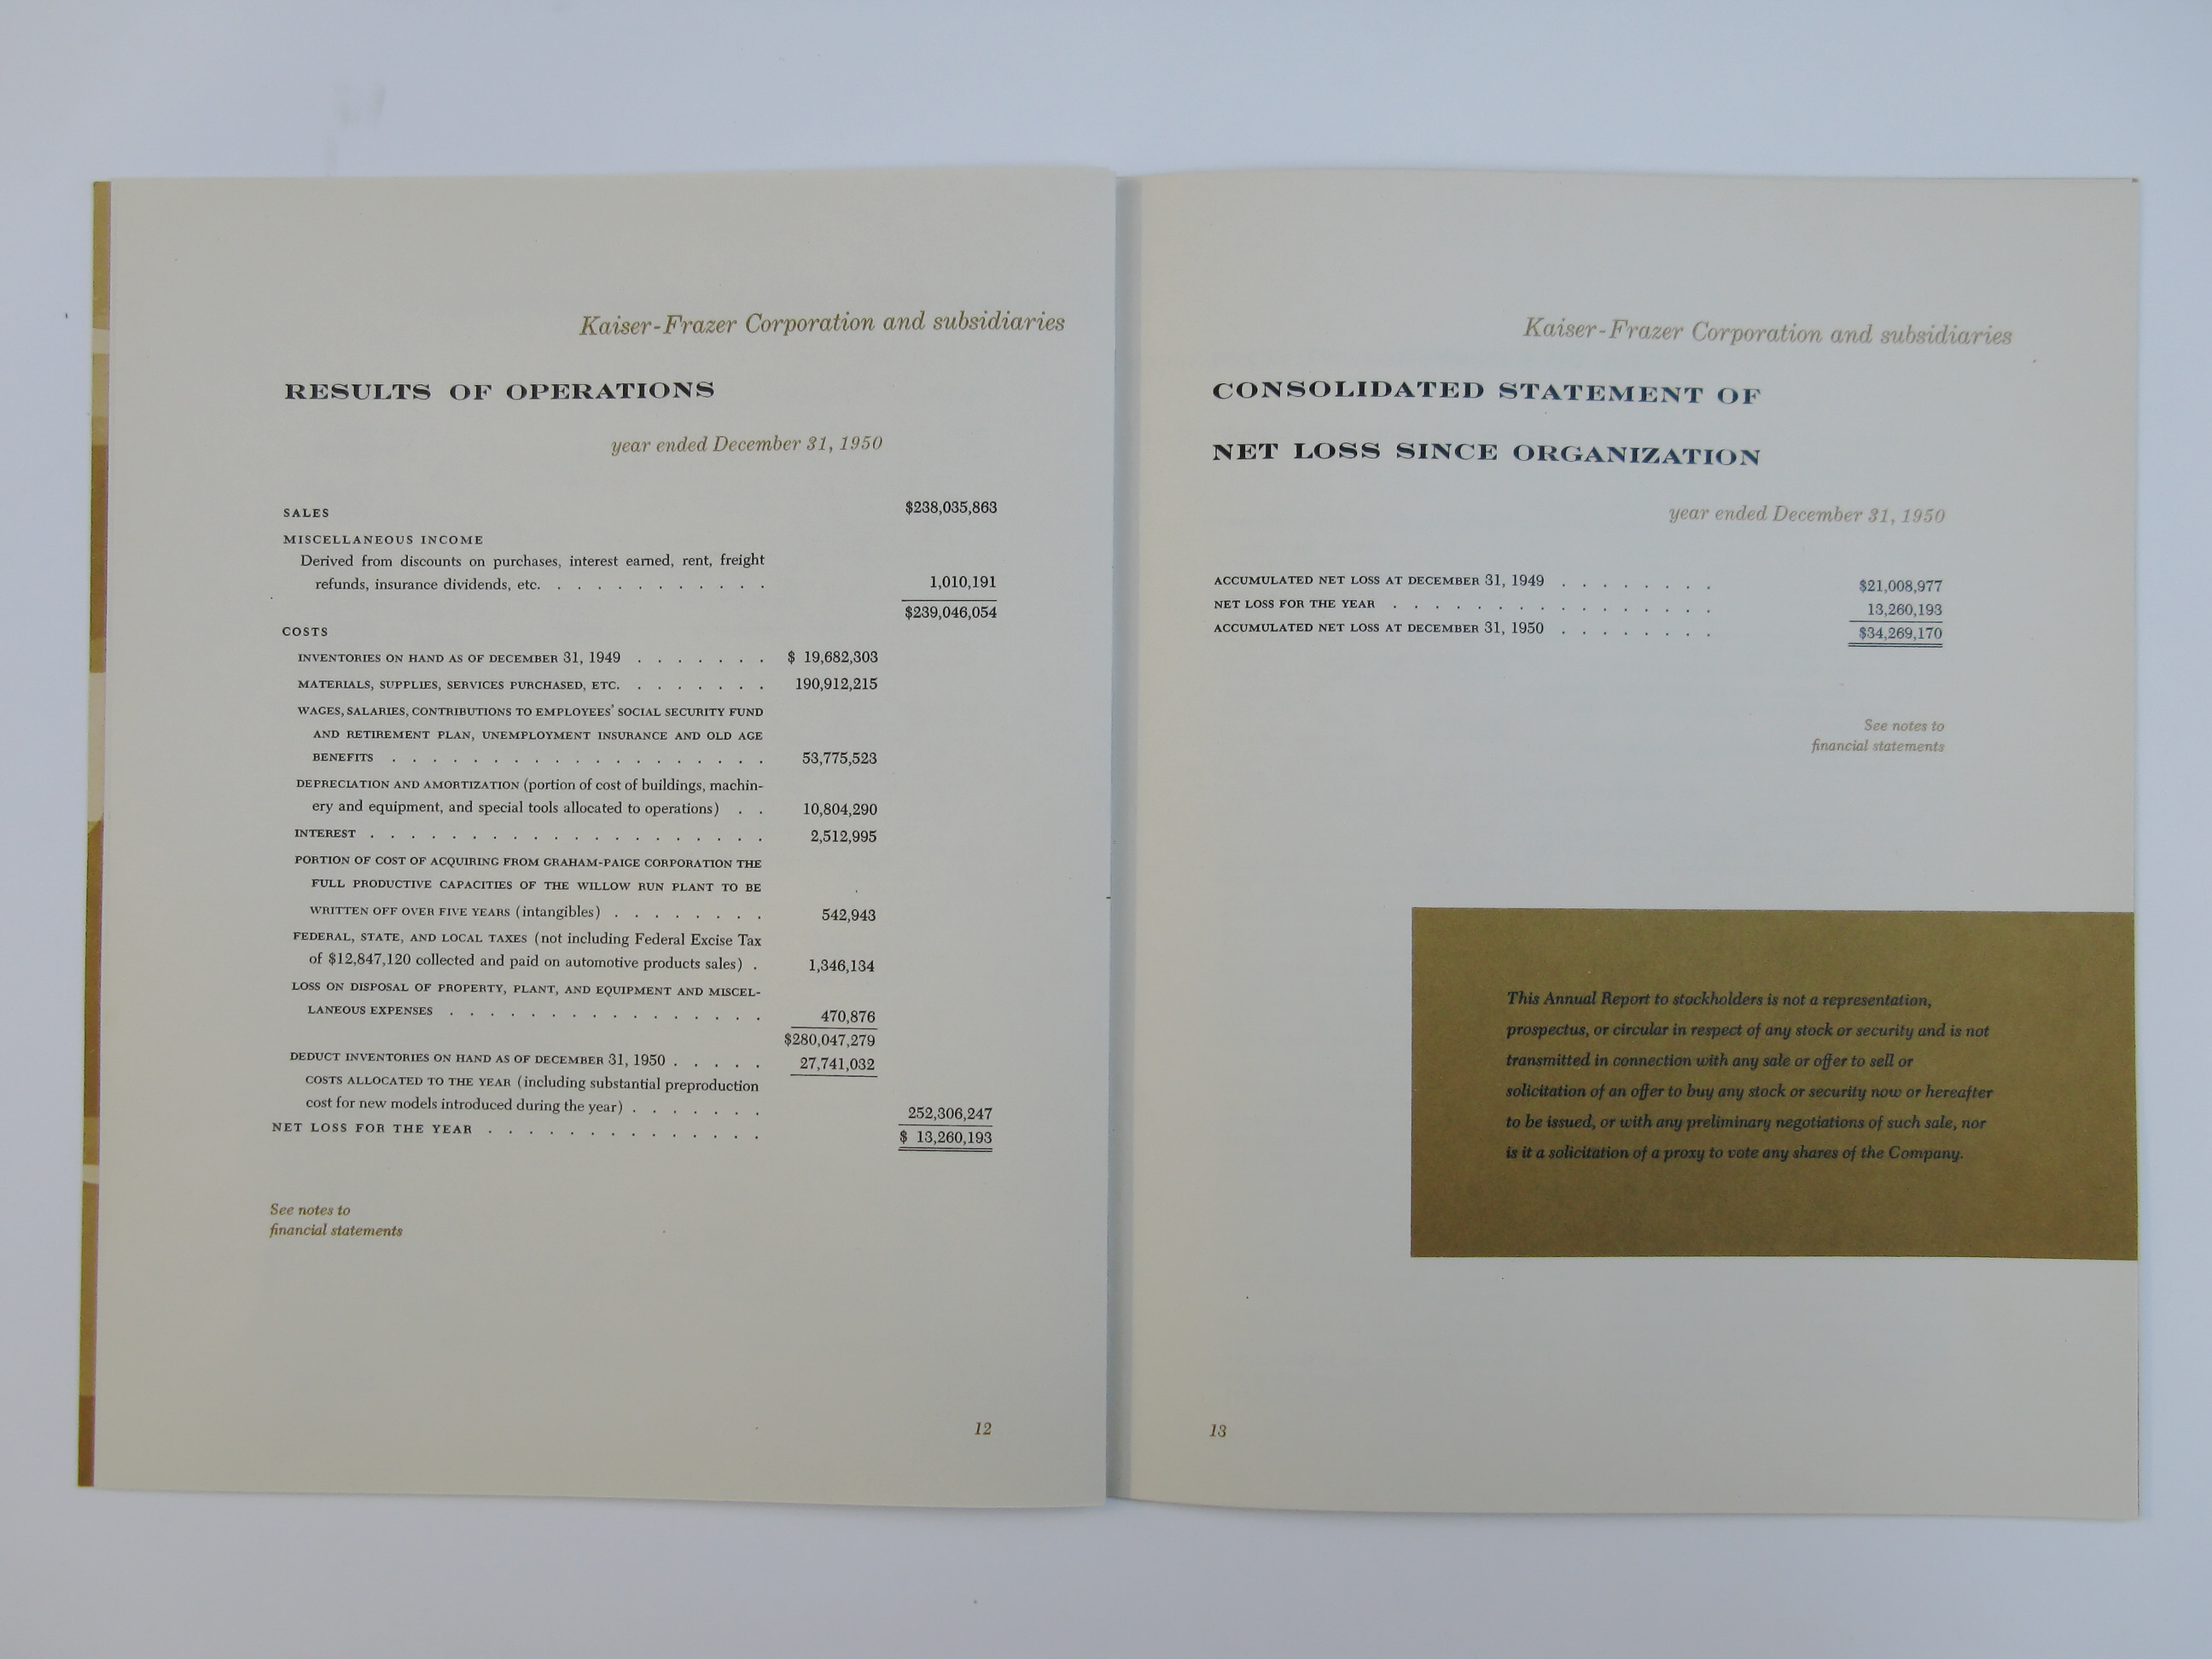 Kaiser-Frazer Corporation and subsidiaries
RESULTS OF OPERATIONS
year ended December 31, 1950
SALES $238,035,863
MISCELLANEOUS INCOME
Derived from discounts on purchases, interest earned, rent, freight
refunds, insurance dividends, etc. . . . . . . . . . . . 1,010,191
$239,046,054
COSTS
INVENTORIES ON HAND AS OF DECEMBER 31, 1949 . . . . . . . $ 19,682,303
MATERIALS, SUPPLIES, SERVICES PURCHASED, ETC. . . . . . . 190,912,215
WAGES, SALARIES, CONTRIBUTIONS TO EMPLOYEES' SOCIAL SECURITY FUND
AND RETIREMENT PLAN, UNEMPLOYMENT INSURANCE AND OLD AGE
BENEFITS . . . . . . . . . . . . . . . 53,775,523
DEPRECIATION AND AMORTIZATION (portion of cost of buildings, machin-
ery and equipment, and special tools allocated to operations) . . 10,804,290
INTEREST . . . . . . . . . . . . . . . 2,512,995
PORTION OF COST OF ACQUIRING FROM GRAHAM-PAIGE CORPORATION THE
FULL PRODUCTIVE CAPACITIES OF THE WILLOW RUN PLANT TO BE
WRITTEN OFF OVER FIVE YEARS (intangibles) . . . . . . 542,943
FEDERAL, STATE, AND LOCAL TAXES (not including Federal Excise Tax
of $12,847,120 collected and paid on automotive products sales) . 1,346,134
LOSS ON DISPOSAL OF PROPERTY, PLANT, AND EQUIPMENT AND MISCEL-
LANEOUS EXPENSES . . . . . . . . . . . . 470,876
$280,047,279
DEDUCT INVENTORIES ON HAND AS OF DECEMBER 31, 1950 . . . . . 27,741,032
COSTS ALLOCATED TO THE YEAR (including substantial preproduction
cost for new models introduced during the year) . . . . . . 252,306,247
NET LOSS FOR THE YEAR . . . . . . . . . . . $ 13,260,193
See notes to
financial statements
12
Kaiser-Frazer Corporation and subsidiaries
CONSOLIDATED STATEMENT OF
NET LOSS SINCE ORGANIZATION
year ended December 31, 1950
ACCUMULATED NET LOSS AT DECEMBER 31, 1949 . . . . . . . $21,008,977
NET LOSS FOR THE YEAR . . . . . . . . . . . . . 13,260,193
ACCUMULATED NET LOSS AT DECEMBER 31, 1950 . . . . . . . $34,269,170
See notes to
financial statements
This Annual Report to stockholders is not a representation,
prospectus, or circular in respect of any stock or security and is not
transmitted in connection with any sale or offer to sell or
solicitation of an offer to buy any stock or security now or hereafter
to be issued, or with any preliminary negotiations of such sale, nor
is it a solicitation of a proxy to vote any shares of the Company.
13